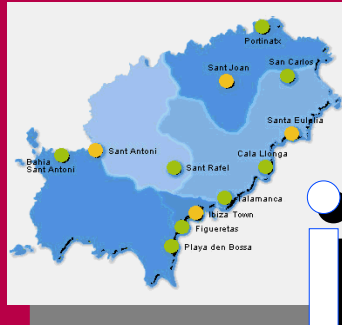 Portinatx
San Carlos
Sant Joan
Santa Eulalia
Cala Llonga
Sant Antoni
Bahia
Sant Antoni
Sant Rafel
Talamanca
Ibiza Town
Figueretas
Playa den Bossa